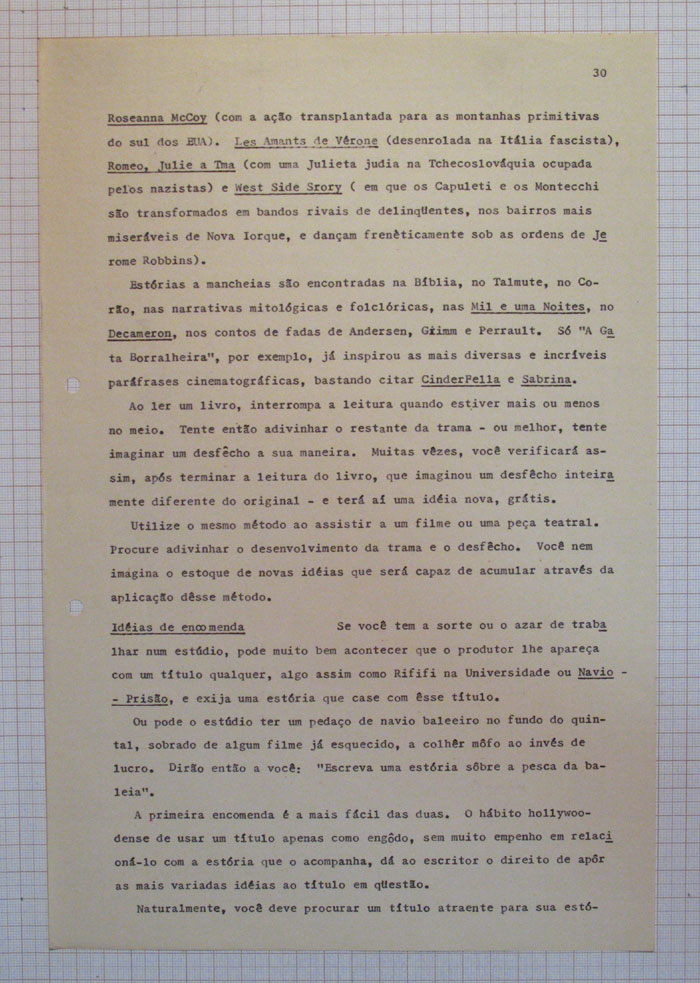 30
Roseanna McCoy (com a ação transplantada para as montanhas primitivas
do sul dos EUA). Les Amants de Vérone (desenrolada na Itália fascista),
Romeo, Julie a Tma (com uma Julieta judia na Tchecoslováquia ocupada
pelos nazistas) e West Side Srory ( em que os Capuleti e os Montecchi
são transformados em bandos rivais de delinqüentes, nos bairros mais
miseráveis de Nova Iorque, e dançam frenèticamente sob as ordens de Je
rome Robbins).
Estórias a mancheias são encontradas na Bíblia, no Talmute, no Co-
rão, nas narrativas mitológicas e folclóricas, nas Mil e uma Noites, no
Decameron, nos contos de fadas de Andersen, Grimm e Perrault. Só "A Ga
ta Borralheira", por exemplo, já inspirou as mais diversas e incríveis
paráfrases cinematográficas, bastando citar CinderFella e Sabrina.
Ao ler um livro, interrompa a leitura quando estiver mais ou menos
no meio. Tente então adivinhar o restante da trama - ou melhor, tente
imaginar um desfêcho a sua maneira. Muitas vêzes, você verificará as-
sim, após terminar a leitura do livro, que imaginou um desfêcho inteira
mente diferente do original - e terá aí uma idéia nova, grátis.
Utilize o mesmo método ao assistir a um filme ou uma peça teatral.
Procure adivinhar o desenvolvimento da trama e o desfêcho. Você nem
imagina o estoque de novas idéias que será capaz de acumular através da
aplicação dêsse método.
Idéias de encomenda Se você tem a sorte ou o azar de traba
lhar num estúdio, pode muito bem acontecer que o produtor lhe apareça
com um título qualquer, algo assim como Rififi na Universidade ou Navio -
- Prisão, e exija uma estória que case com êsse título.
Ou pode o estúdio ter um pedaço de navio baleeiro no fundo do quin-
tal, sobrado de algum filme já esquecido, a colhêr môfo ao invés de
lucro. Dirão então a você: "Escreva uma estória sôbre a pesca da ba-
leia".
A primeira encomenda é a mais fácil das duas. O hábito hollywoo-
dense de usar um título apenas como engôdo, sem muito empenho em relaci
oná-lo com a estória que o acompanha, dá ao escritor o direito de apôr
as mais variadas idéias ao título em qüestão.
Naturalmente, você deve procurar um título atraente para sua estó-